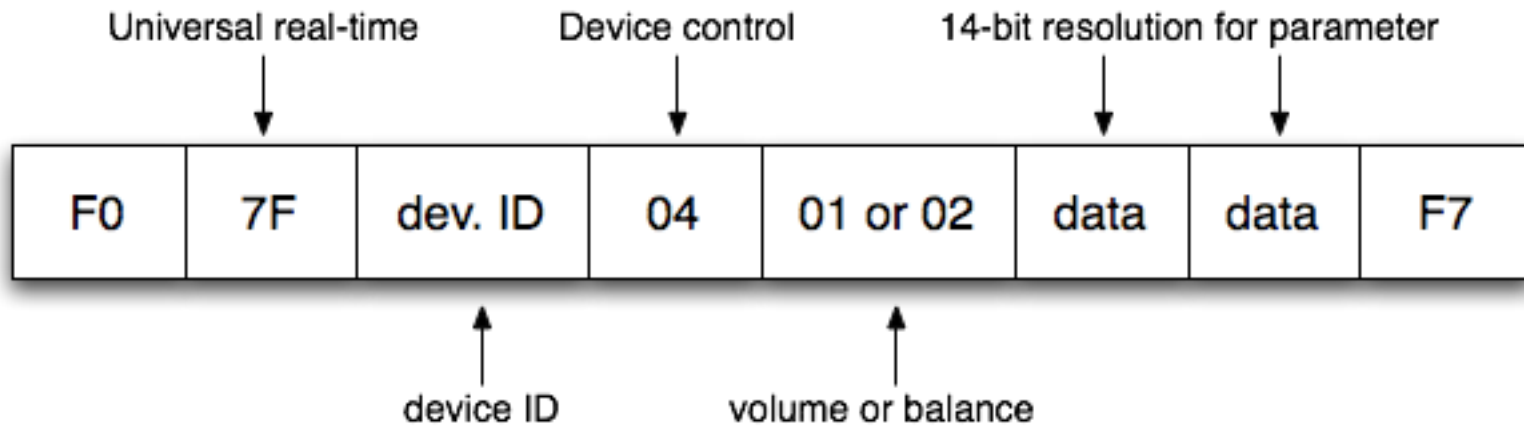 Universal real-time Device control 14-bit resolution for parameter
F0 7F dev. ID 04 01 or 02 data data F7
device ID volume or balance